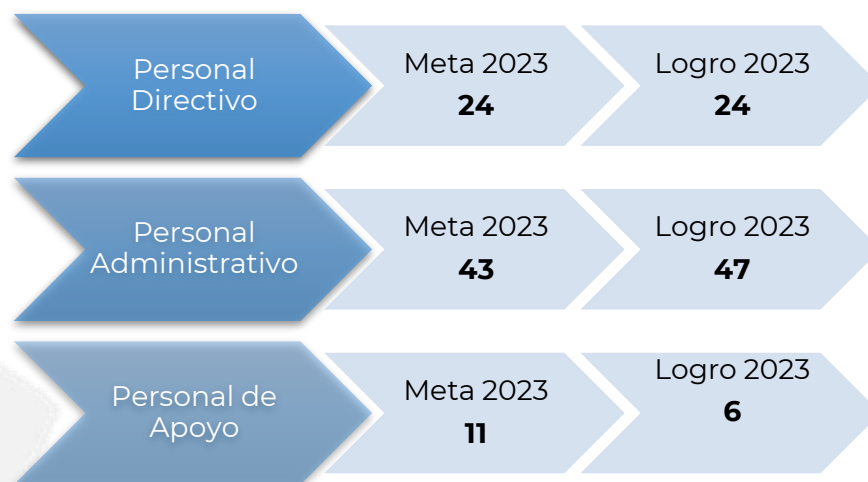 Personal
Directivo
Meta 2023
24
Logro 2023
24
Personal
Administrativo
Meta 2023
43
Logro 2023
47
Personal de
Apoyo
Meta 2023
11
Logro 2023
6